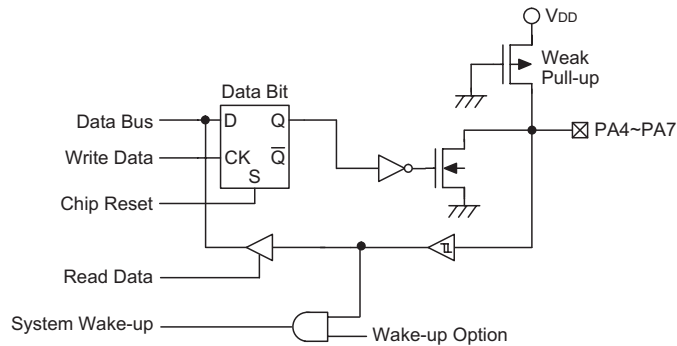 VDD
Weak
Pull-up
Data Bit
Data Bus
D
Q
PA4~PA7
Write Data
CK
Q̅
S
Chip Reset
Read Data
System Wake-up
Wake-up Option